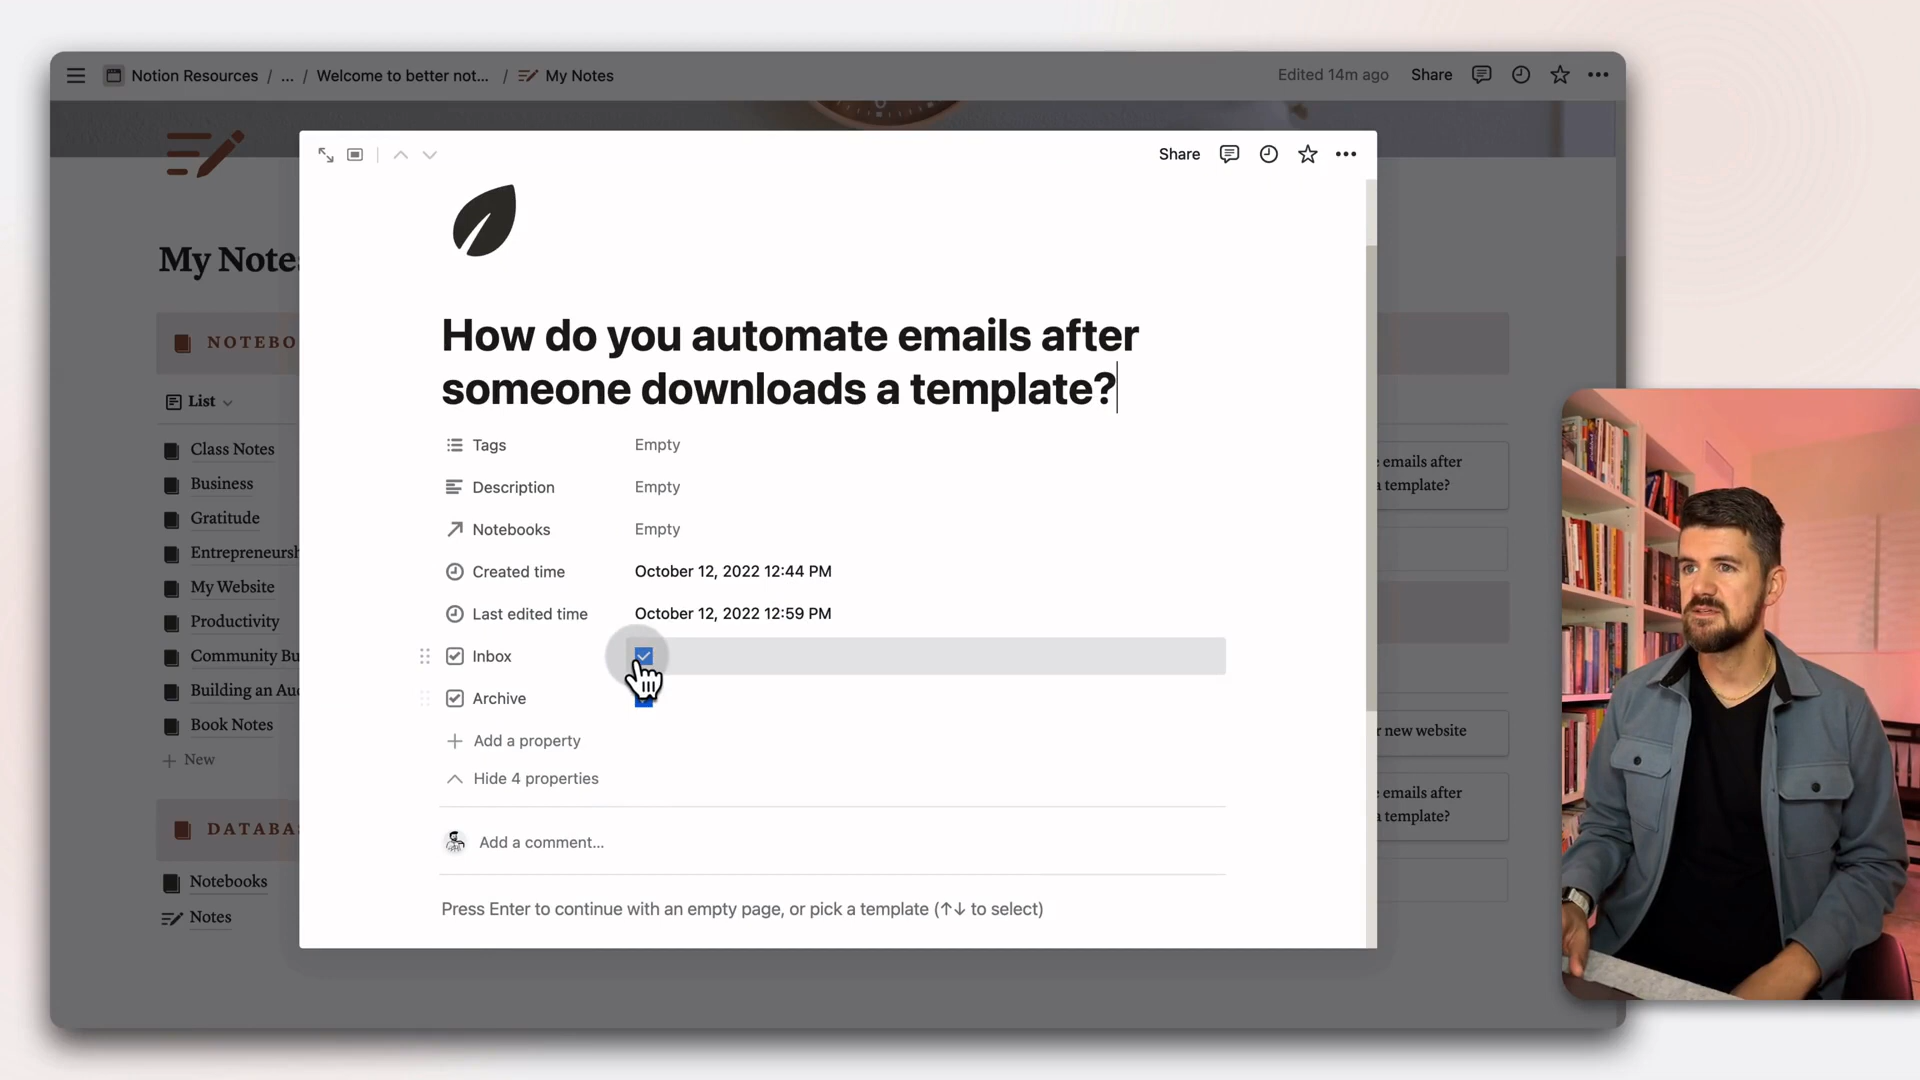 Notion Resources / ... / Welcome to better not... / My Notes
Edited 14m ago Share
Share
My Note
NOTEBO
List
Class Notes
Business
Gratitude
Entrepreneursh
My Website
Productivity
Community Bu
Building an Au
Book Notes
+ New
DATABA
Notebooks
Notes
How do you automate emails after
someone downloads a template?
Tags Empty
Description Empty
Notebooks Empty
Created time October 12, 2022 12:44 PM
Last edited time October 12, 2022 12:59 PM
Inbox
Archive
+ Add a property
Hide 4 properties
Add a comment...
Press Enter to continue with an empty page, or pick a template (↑↓ to select)
emails after
a template?
r new website
emails after
a template?